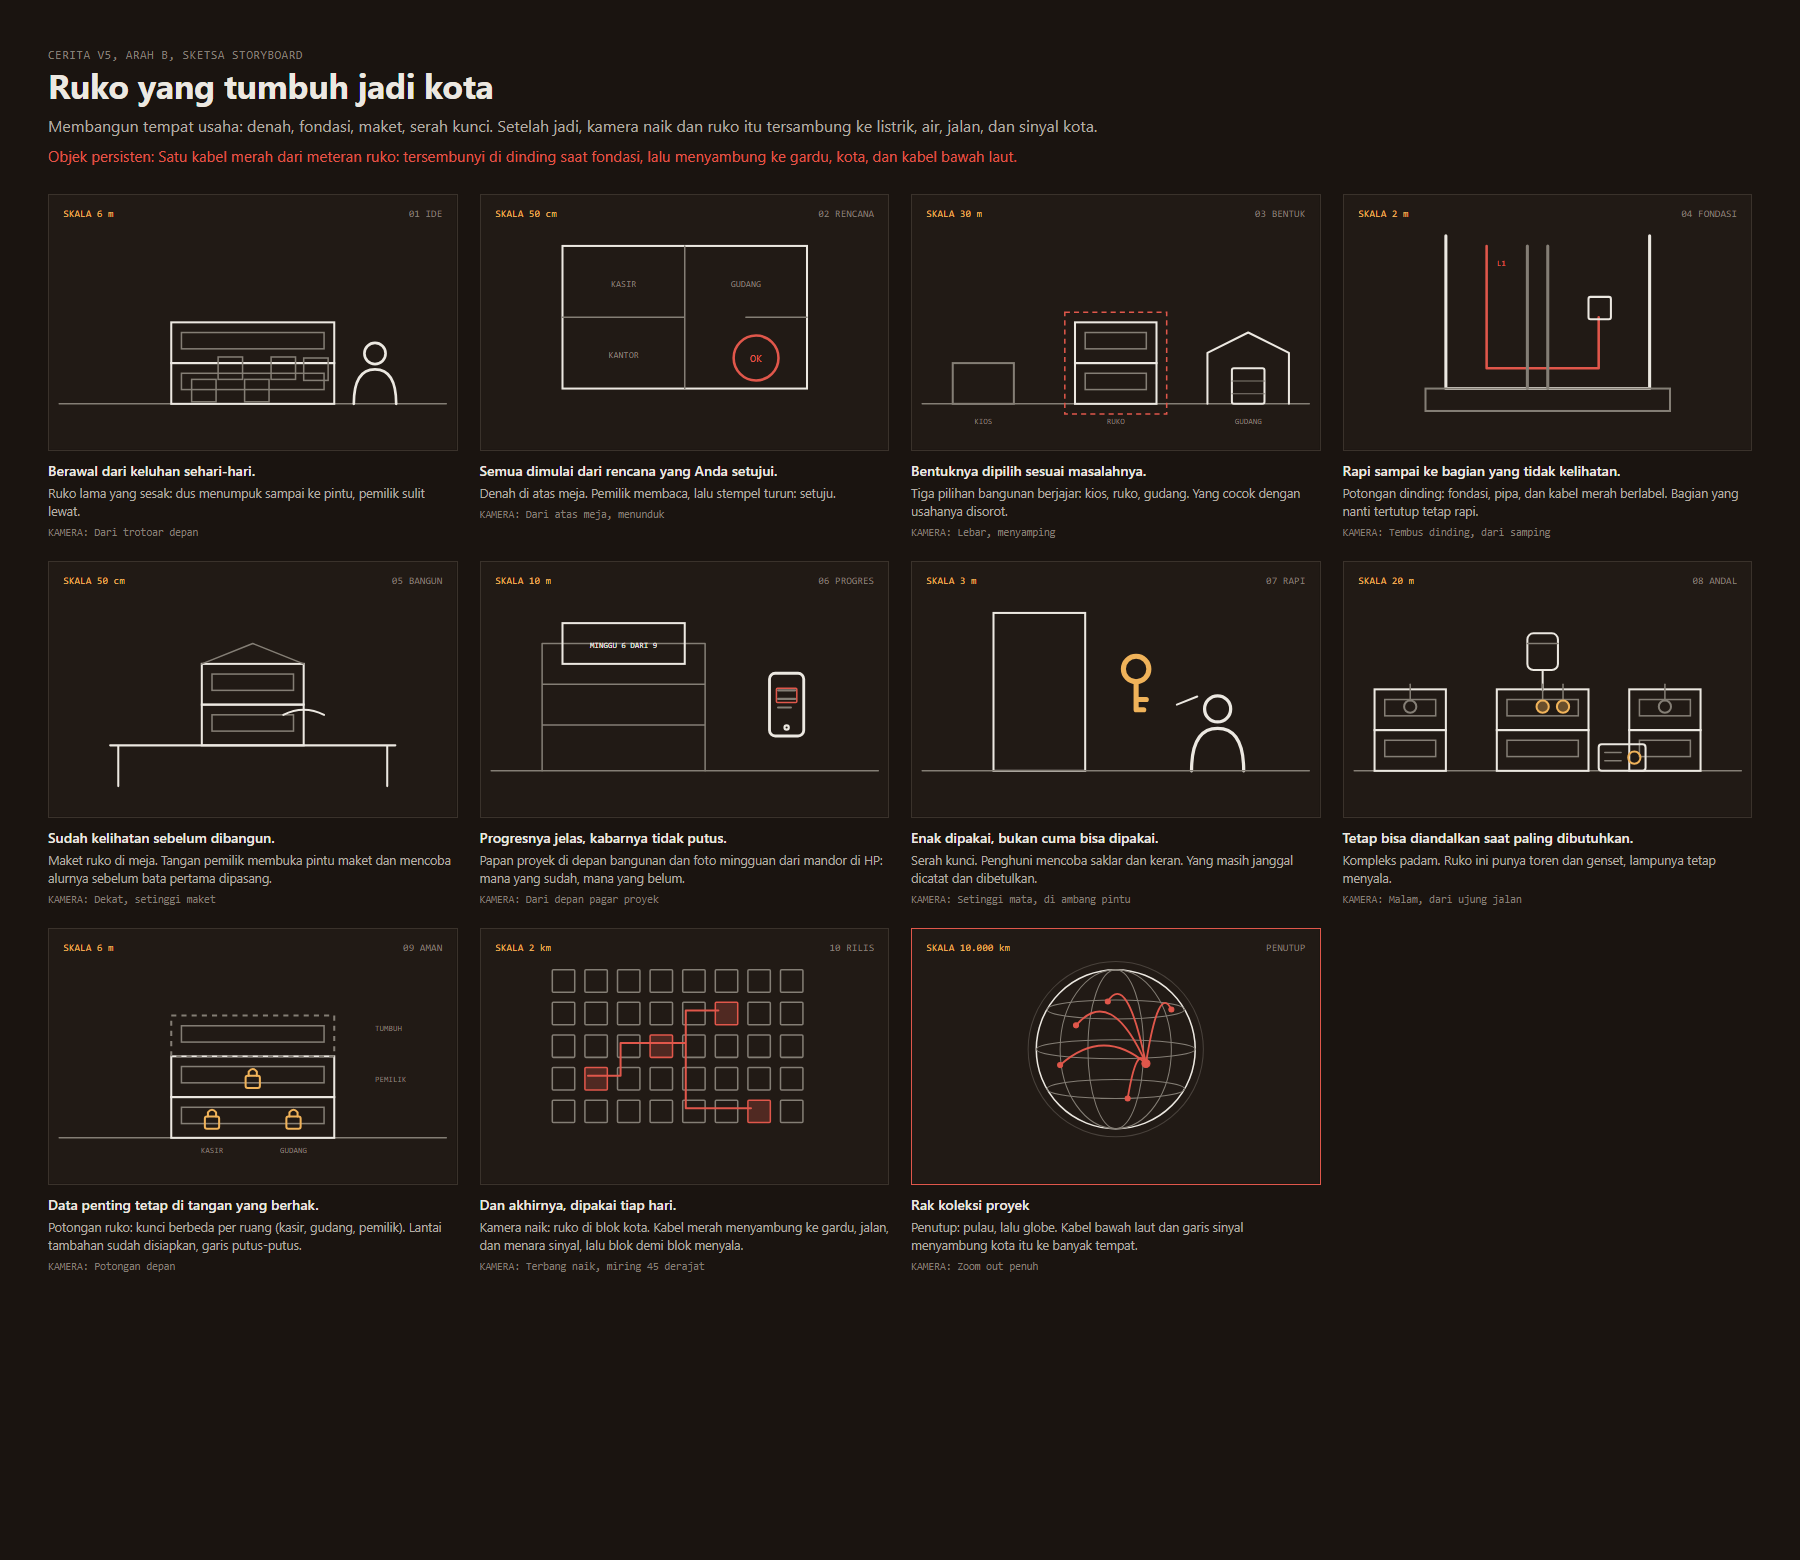 CERITA V5, ARAH B, SKETSA STORYBOARD
Ruko yang tumbuh jadi kota
Membangun tempat usaha: denah, fondasi, maket, serah kunci. Setelah jadi, kamera naik dan ruko itu tersambung ke listrik, air, jalan, dan sinyal kota.
Objek persisten: Satu kabel merah dari meteran ruko: tersembunyi di dinding saat fondasi, lalu menyambung ke gardu, kota, dan kabel bawah laut.
SKALA 6 m
01 IDE
Berawal dari keluhan sehari-hari.
Ruko lama yang sesak: dus menumpuk sampai ke pintu, pemilik sulit
lewat.
KAMERA: Dari trotoar depan
SKALA 50 cm
02 RENCANA
KASIR
GUDANG
KANTOR
OK
Semua dimulai dari rencana yang Anda setujui.
Denah di atas meja. Pemilik membaca, lalu stempel turun: setuju.
KAMERA: Dari atas meja, menunduk
SKALA 30 m
03 BENTUK
KIOS
RUKO
GUDANG
Bentuknya dipilih sesuai masalahnya.
Tiga pilihan bangunan berjajar: kios, ruko, gudang. Yang cocok dengan
usahanya disorot.
KAMERA: Lebar, menyamping
SKALA 2 m
04 FONDASI
L1
Rapi sampai ke bagian yang tidak kelihatan.
Potongan dinding: fondasi, pipa, dan kabel merah berlabel. Bagian yang
nanti tertutup tetap rapi.
KAMERA: Tembus dinding, dari samping
SKALA 50 cm
05 BANGUN
Sudah kelihatan sebelum dibangun.
Maket ruko di meja. Tangan pemilik membuka pintu maket dan mencoba
alurnya sebelum bata pertama dipasang.
KAMERA: Dekat, setinggi maket
SKALA 10 m
06 PROGRES
MINGGU 6 DARI 9
Progresnya jelas, kabarnya tidak putus.
Papan proyek di depan bangunan dan foto mingguan dari mandor di HP:
mana yang sudah, mana yang belum.
KAMERA: Dari depan pagar proyek
SKALA 3 m
07 RAPI
Enak dipakai, bukan cuma bisa dipakai.
Serah kunci. Penghuni mencoba saklar dan keran. Yang masih janggal
dicatat dan dibetulkan.
KAMERA: Setinggi mata, di ambang pintu
SKALA 20 m
08 ANDAL
Tetap bisa diandalkan saat paling dibutuhkan.
Kompleks padam. Ruko ini punya toren dan genset, lampunya tetap
menyala.
KAMERA: Malam, dari ujung jalan
SKALA 6 m
09 AMAN
TUMBUH
PEMILIK
KASIR
GUDANG
Data penting tetap di tangan yang berhak.
Potongan ruko: kunci berbeda per ruang (kasir, gudang, pemilik). Lantai
tambahan sudah disiapkan, garis putus-putus.
KAMERA: Potongan depan
SKALA 2 km
10 RILIS
Dan akhirnya, dipakai tiap hari.
Kamera naik: ruko di blok kota. Kabel merah menyambung ke gardu, jalan,
dan menara sinyal, lalu blok demi blok menyala.
KAMERA: Terbang naik, miring 45 derajat
SKALA 10.000 km
PENUTUP
Rak koleksi proyek
Penutup: pulau, lalu globe. Kabel bawah laut dan garis sinyal
menyambung kota itu ke banyak tempat.
KAMERA: Zoom out penuh